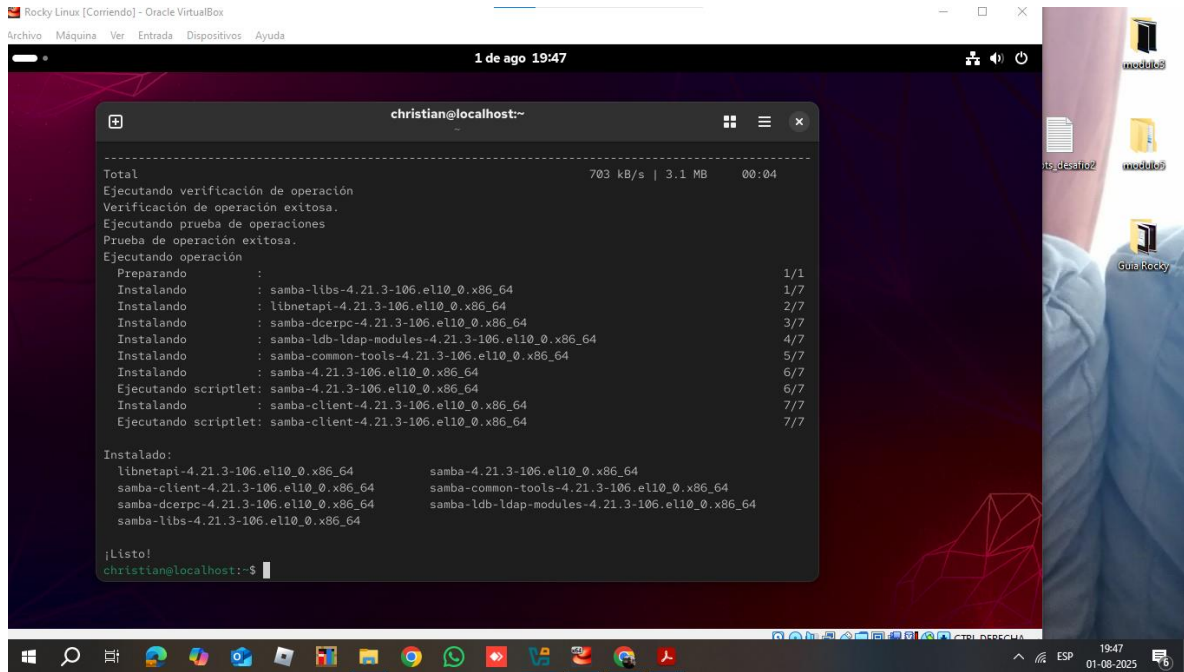 Rocky Linux [Corriendo] - Oracle VirtualBox
Archivo Máquina Ver Entrada Dispositivos Ayuda
1 de ago 19:47
christian@localhost:~
~
--------------------------------------------------------------------------------
Total 703 kB/s | 3.1 MB 00:04
Ejecutando verificación de operación
Verificación de operación exitosa.
Ejecutando prueba de operaciones
Prueba de operación exitosa.
Ejecutando operación
Preparando : 1/1
Instalando : samba-libs-4.21.3-106.el10_0.x86_64 1/7
Instalando : libnetapi-4.21.3-106.el10_0.x86_64 2/7
Instalando : samba-dcerpc-4.21.3-106.el10_0.x86_64 3/7
Instalando : samba-ldb-ldap-modules-4.21.3-106.el10_0.x86_64 4/7
Instalando : samba-common-tools-4.21.3-106.el10_0.x86_64 5/7
Instalando : samba-4.21.3-106.el10_0.x86_64 6/7
Ejecutando scriptlet: samba-4.21.3-106.el10_0.x86_64 6/7
Instalando : samba-client-4.21.3-106.el10_0.x86_64 7/7
Ejecutando scriptlet: samba-client-4.21.3-106.el10_0.x86_64 7/7
Instalado:
libnetapi-4.21.3-106.el10_0.x86_64 samba-4.21.3-106.el10_0.x86_64
samba-client-4.21.3-106.el10_0.x86_64 samba-common-tools-4.21.3-106.el10_0.x86_64
samba-dcerpc-4.21.3-106.el10_0.x86_64 samba-ldb-ldap-modules-4.21.3-106.el10_0.x86_64
samba-libs-4.21.3-106.el10_0.x86_64
¡Listo!
christian@localhost:~$
modulo3
ts_desafio2
modulo5
Guia Rocky
CTRL DERECHA
ESP
19:47
01-08-2025
6